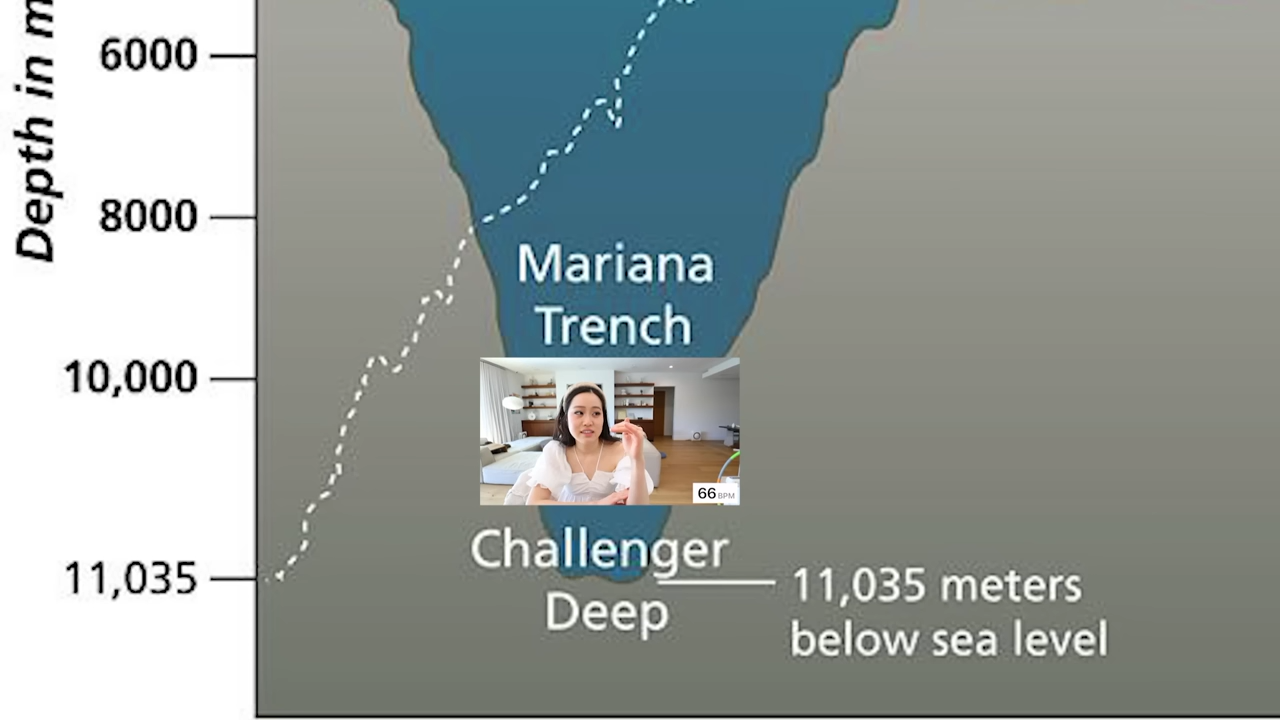 Depth in m
6000
8000
10,000
11,035
Mariana
Trench
66 BPM
Challenger
Deep
11,035 meters
below sea level